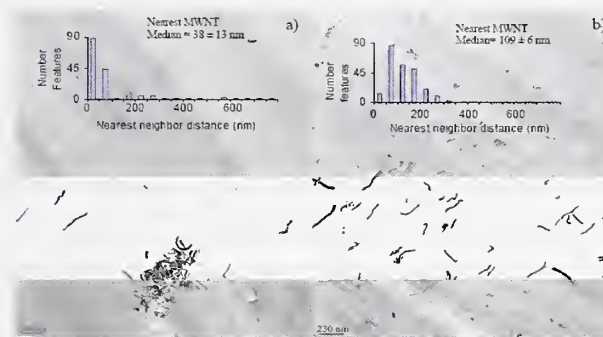 Nearest MWNT
Median = 38 ± 13 nm
a)
90
45
0
Number
Features
0
200
400
600
Nearest neighbor distance (nm)
Nearest MWNT
Median= 109 ± 6 nm
b)
90
45
0
Number
features
0
200
400
600
Nearest neighbor distance (nm)
230 nm